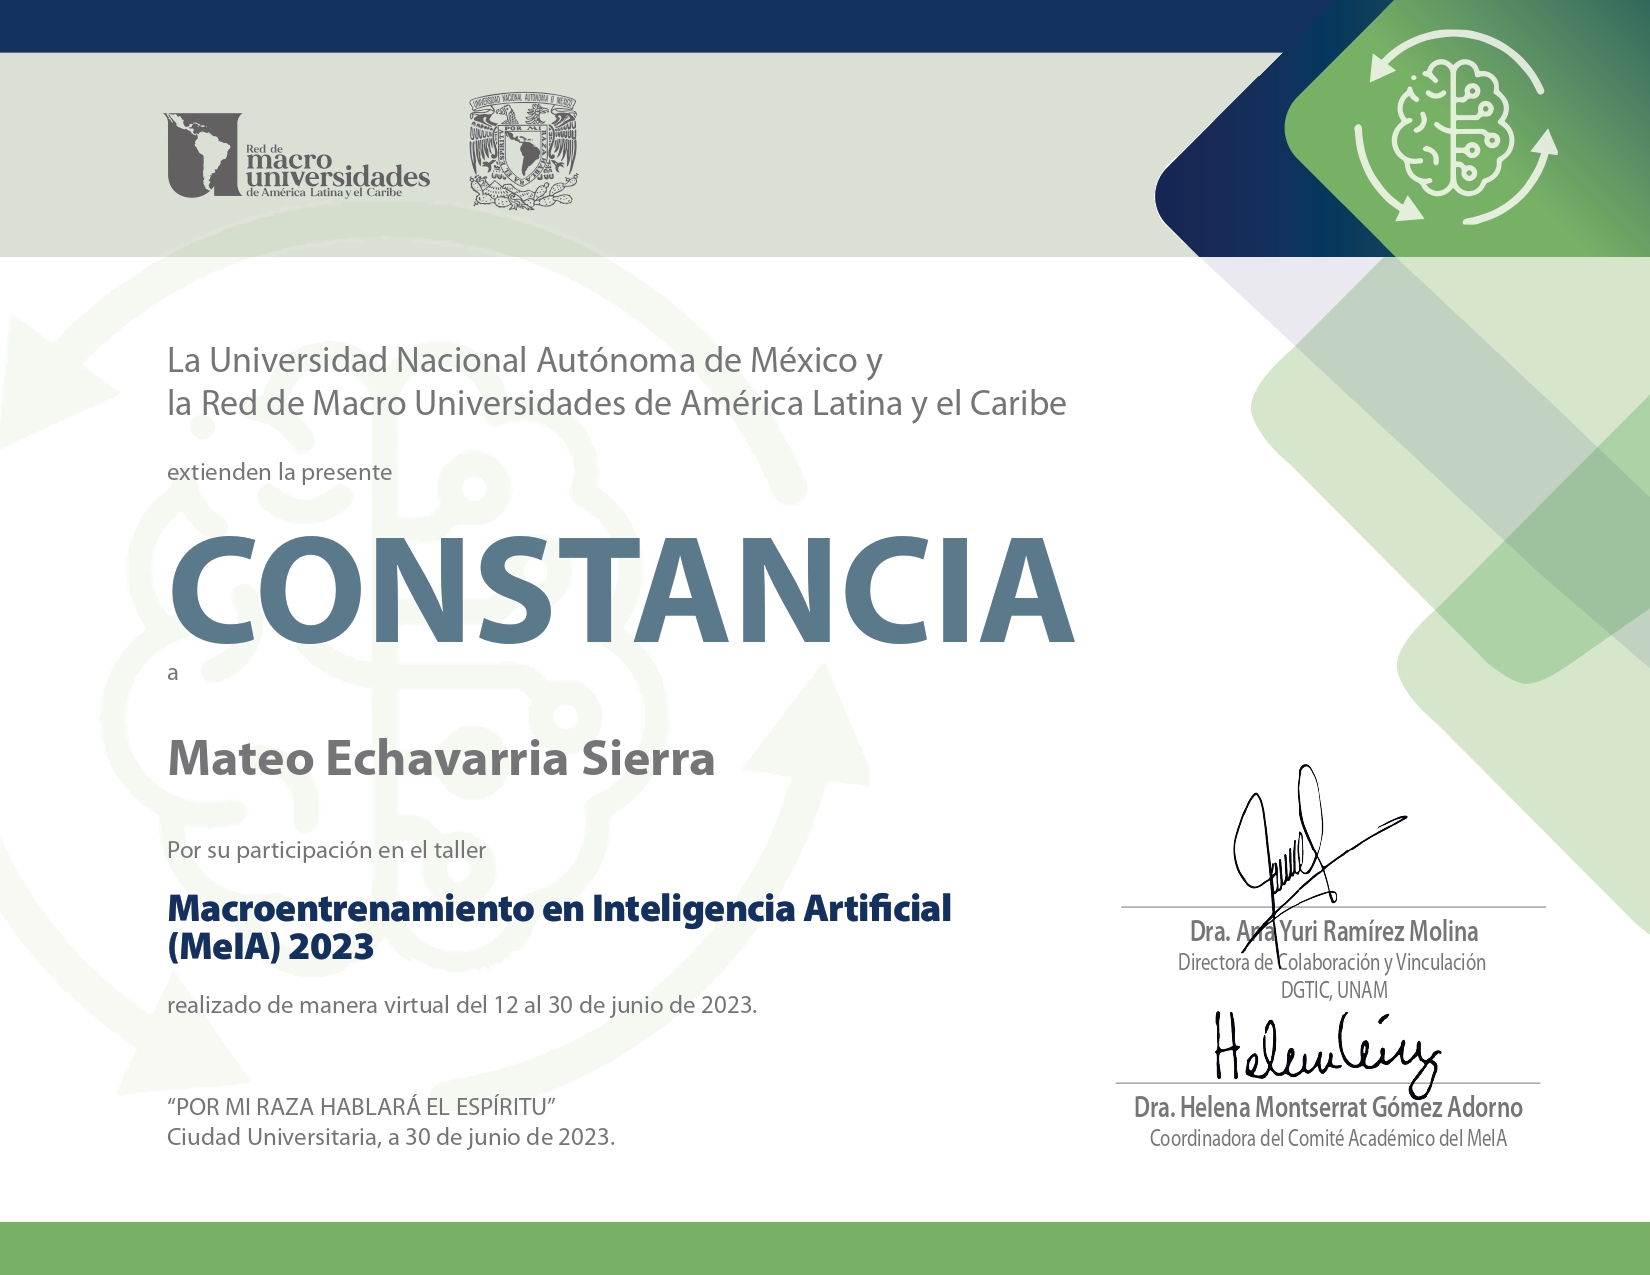 Red de
macro
universidades
de América Latina y el Caribe
UNIVERSIDAD NACIONAL AUTÓNOMA
POR MI RAZA
ESPÍRITU
La Universidad Nacional Autónoma de México y
la Red de Macro Universidades de América Latina y el Caribe
extienden la presente
CONSTANCIA
a
Mateo Echavarria Sierra
Por su participación en el taller
Macroentrenamiento en Inteligencia Artificial
(MeIA) 2023
realizado de manera virtual del 12 al 30 de junio de 2023.
“POR MI RAZA HABLARÁ EL ESPÍRITU”
Ciudad Universitaria, a 30 de junio de 2023.
Dra. Ana Yuri Ramírez Molina
Directora de Colaboración y Vinculación
DGTIC, UNAM
Dra. Helena Montserrat Gómez Adorno
Coordinadora del Comité Académico del MeIA